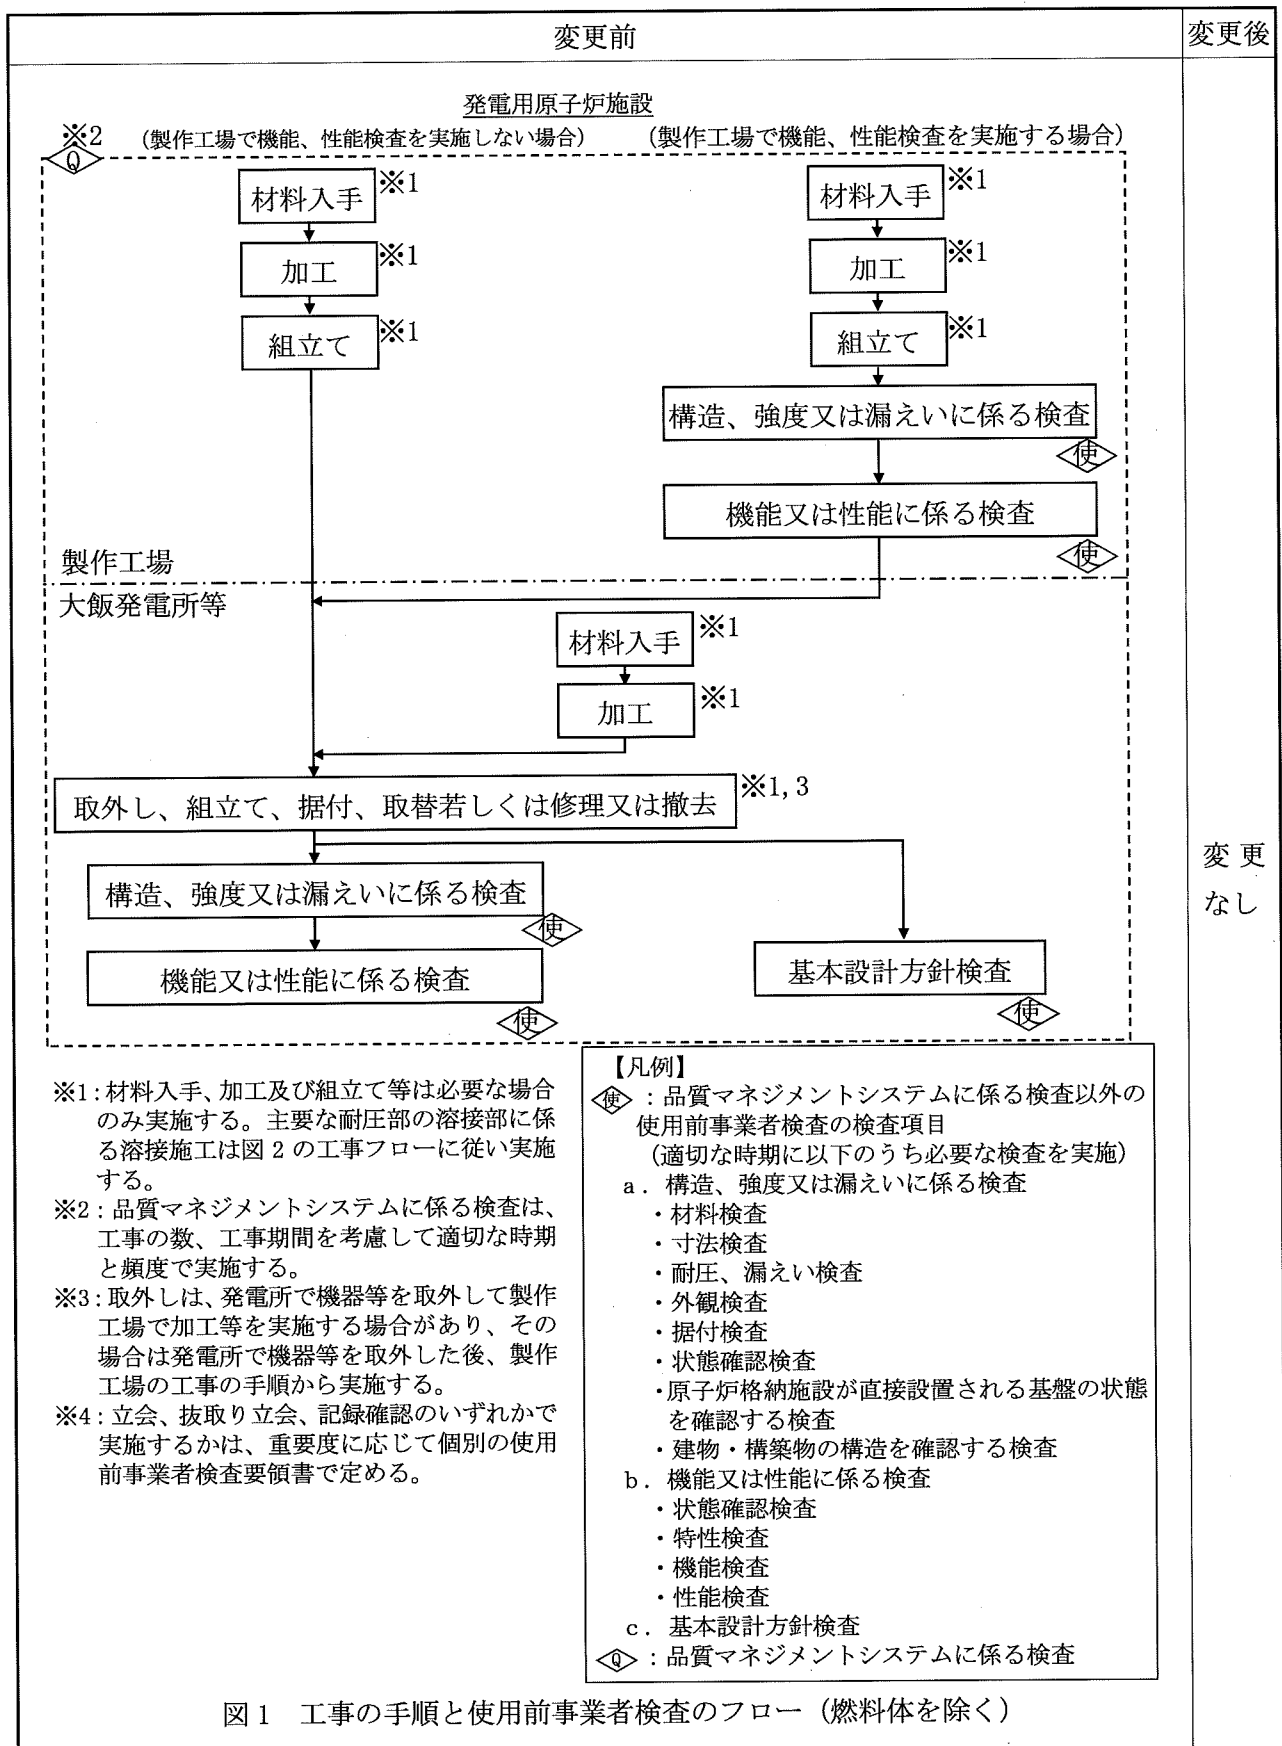 変更前
変更後
発電用原子炉施設
※2
(製作工場で機能、性能検査を実施しない場合)
(製作工場で機能、性能検査を実施する場合)
Q
材料入手
※1
加工
※1
組立て
※1
材料入手
※1
加工
※1
組立て
※1
構造、強度又は漏えいに係る検査
使
機能又は性能に係る検査
使
製作工場
大飯発電所等
材料入手
※1
加工
※1
取外し、組立て、据付、取替若しくは修理又は撤去
※1, 3
構造、強度又は漏えいに係る検査
使
機能又は性能に係る検査
使
基本設計方針検査
使
変更
なし
※1:材料入手、加工及び組立て等は必要な場合
のみ実施する。主要な耐圧部の溶接部に係
る溶接施工は図2の工事フローに従い実施
する。
※2:品質マネジメントシステムに係る検査は、
工事の数、工事期間を考慮して適切な時期
と頻度で実施する。
※3:取外しは、発電所で機器等を取外して製作
工場で加工等を実施する場合があり、その
場合は発電所で機器等を取外した後、製作
工場の工事の手順から実施する。
※4:立会、抜取り立会、記録確認のいずれかで
実施するかは、重要度に応じて個別の使用
前事業者検査要領書で定める。
【凡例】
使:品質マネジメントシステムに係る検査以外の
使用前事業者検査の検査項目
(適切な時期に以下のうち必要な検査を実施)
a. 構造、強度又は漏えいに係る検査
・材料検査
・寸法検査
・耐圧、漏えい検査
・外観検査
・据付検査
・状態確認検査
・原子炉格納施設が直接設置される基盤の状態
を確認する検査
・建物・構築物の構造を確認する検査
b. 機能又は性能に係る検査
・状態確認検査
・特性検査
・機能検査
・性能検査
c. 基本設計方針検査
Q:品質マネジメントシステムに係る検査
図1 工事の手順と使用前事業者検査のフロー(燃料体を除く)